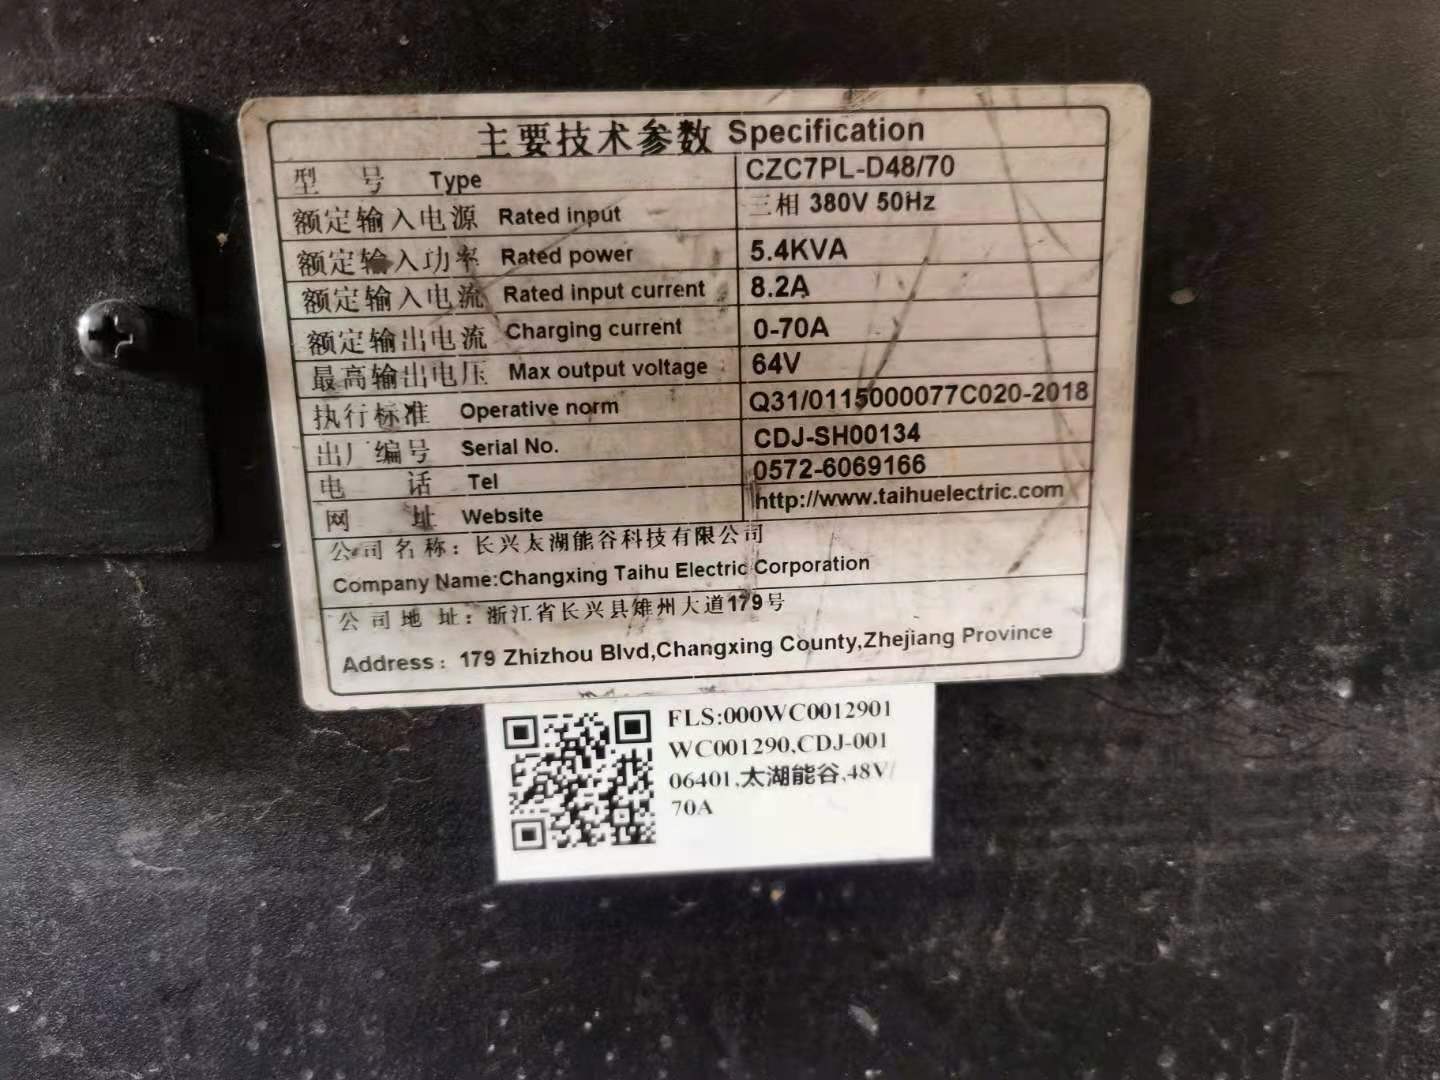 主要技术参数 Specification
型号 Type CZC7PL-D48/70
额定输入电源 Rated input 三相 380V 50Hz
额定输入功率 Rated power 5.4KVA
额定输入电流 Rated input current 8.2A
额定输出电流 Charging current 0-70A
最高输出电压 Max output voltage 64V
执行标准 Operative norm Q31/0115000077C020-2018
出厂编号 Serial No. CDJ-SH00134
电话 Tel 0572-6069166
网址 Website http://www.taihuelectric.com
公司名称：长兴太湖能谷科技有限公司
Company Name:Changxing Taihu Electric Corporation
公司地址：浙江省长兴县雉州大道179号
Address: 179 Zhizhou Blvd,Changxing County,Zhejiang Province
FLS:000WC0012901
WC001290,CDJ-001
06401,太湖能谷,48V/
70A